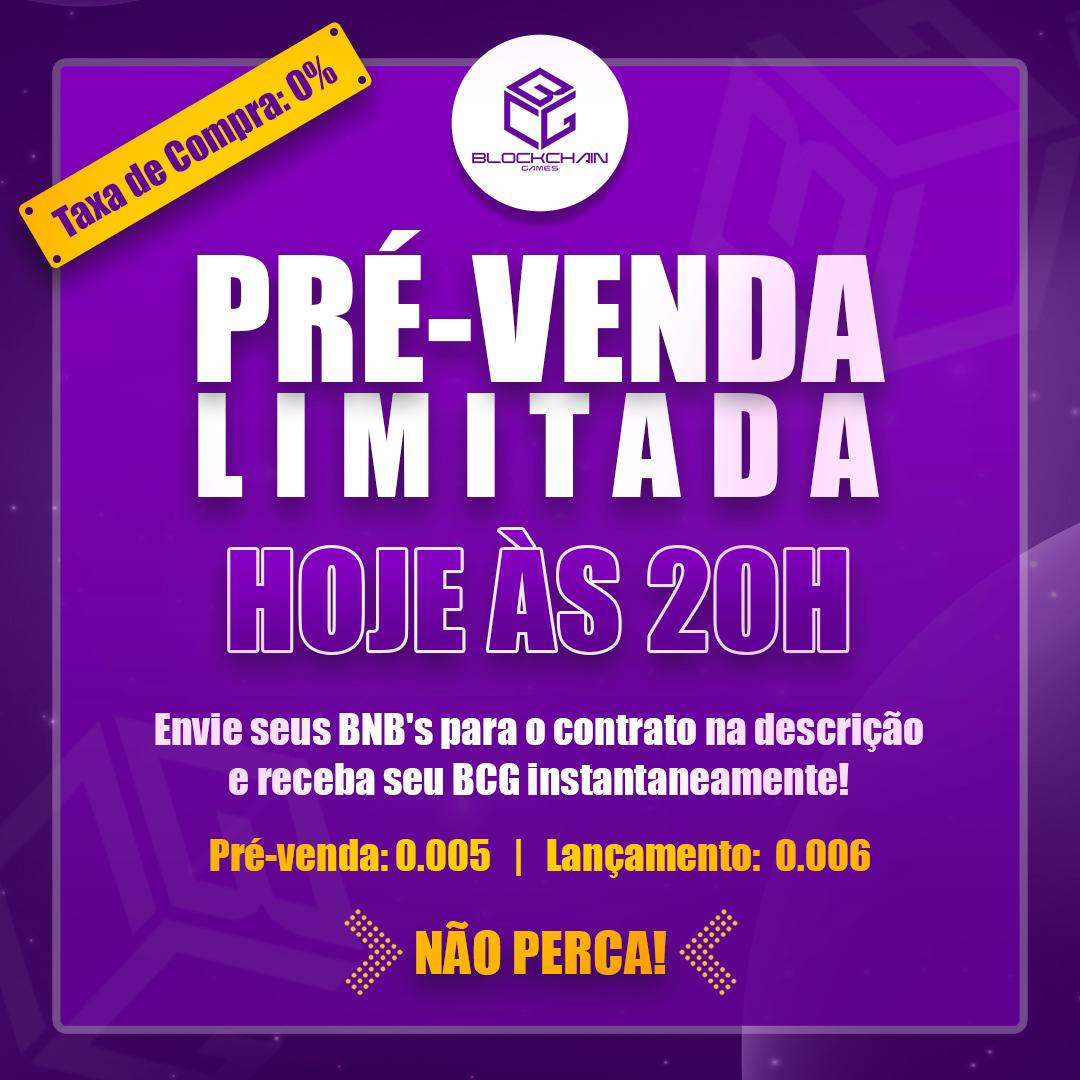 Taxa de Compra: 0%
BCG
BLOCKCHAIN
GAMES
PRÉ-VENDA
LIMITADA
HOJE ÀS 20H
Envie seus BNB's para o contrato na descrição
e receba seu BCG instantaneamente!
Pré-venda: 0.005 | Lançamento: 0.006
NÃO PERCA!